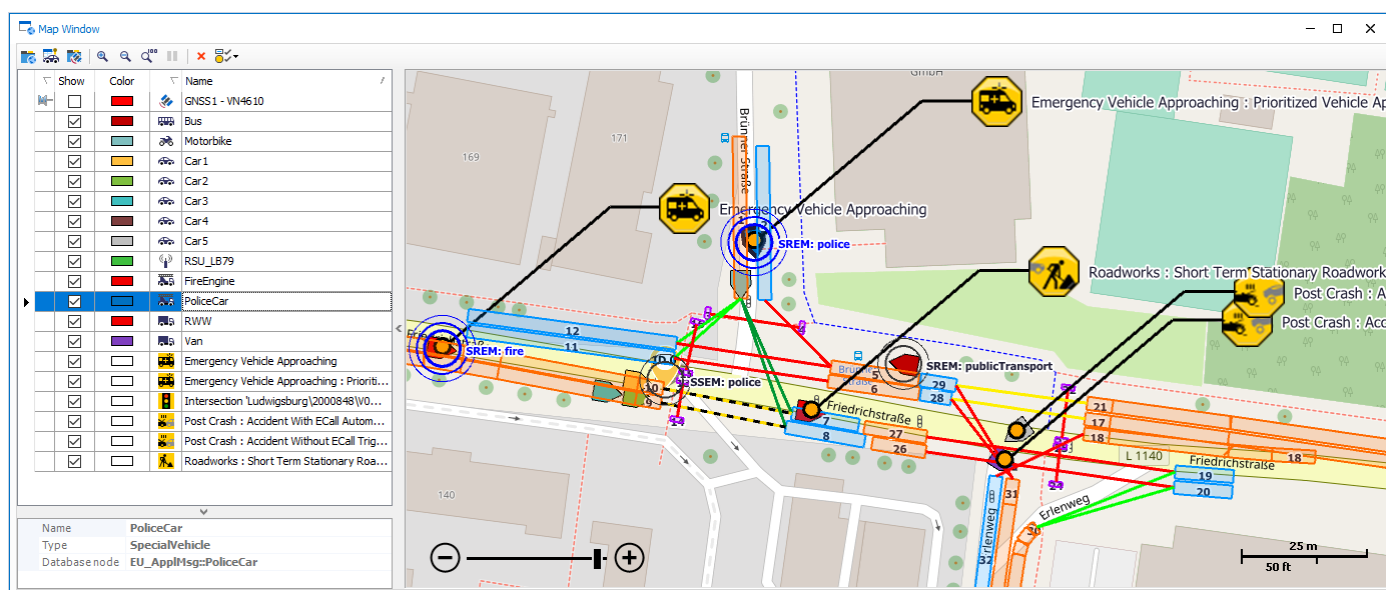 Map Window
Show Color Name
GNSS1 - VN4610
Bus
Motorbike
Car1
Car2
Car3
Car4
Car5
RSU_LB79
FireEngine
PoliceCar
RWW
Van
Emergency Vehicle Approaching
Emergency Vehicle Approaching : Prioriti...
Intersection 'Ludwigsburg\2000848\V0...
Post Crash : Accident With ECall Autom...
Post Crash : Accident Without ECall Trig...
Roadworks : Short Term Stationary Roa...
Name PoliceCar
Type SpecialVehicle
Database node EU_ApplMsg::PoliceCar
GmbH
Emergency Vehicle Approaching : Prioritized Vehicle Ap
171
169
Brünner Straße
Emergency Vehicle Approaching
1
SREM: police
Roadworks : Short Term Stationary Roadwork
Post Crash : A
Post Crash : Acc
12
11
SREM: fire
SREM: publicTransport
SSEM: police
10
9
14
5
6
29
28
Friedrichstraße
7
8
27
26
21
17
18
18
L 1140
Friedrichstraße
19
20
24
31
30
Erlenweg
Erlenweg
32
140
25 m
50 ft